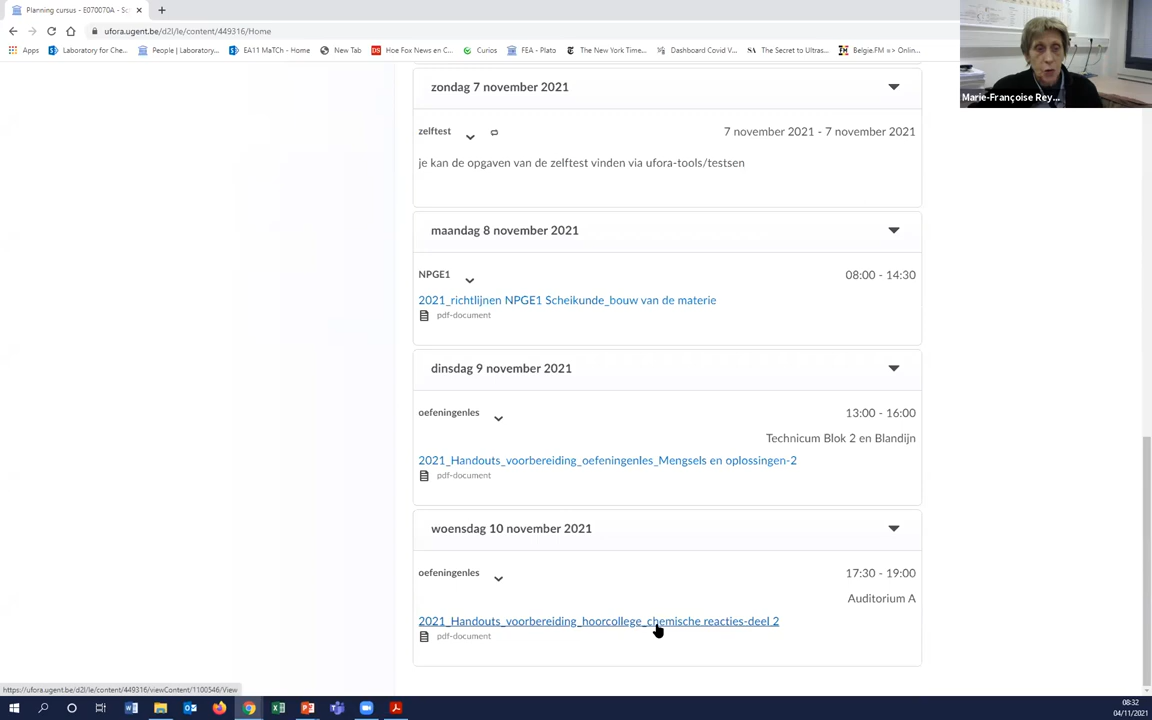 Planning cursus - E070070A - Sc
ufora.ugent.be/d2l/le/content/449316/Home
Apps
Laboratory for Che...
People | Laboratory...
EA11 MaTCh - Home
New Tab
Hoe Fox News en C...
Curios
FEA - Plato
The New York Time...
Dashboard Covid V...
The Secret to Ultras...
Belgie.FM => Onlin...
Marie-Françoise Rey...
zondag 7 november 2021
zelftest
7 november 2021 - 7 november 2021
je kan de opgaven van de zelftest vinden via ufora-tools/testsen
maandag 8 november 2021
NPGE1
08:00 - 14:30
2021_richtlijnen NPGE1 Scheikunde_bouw van de materie
pdf-document
dinsdag 9 november 2021
oefeningenles
13:00 - 16:00
Technicum Blok 2 en Blandijn
2021_Handouts_voorbereiding_oefeningenles_Mengsels en oplossingen-2
pdf-document
woensdag 10 november 2021
oefeningenles
17:30 - 19:00
Auditorium A
2021_Handouts_voorbereiding_hoorcollege_chemische reacties-deel 2
pdf-document
https://ufora.ugent.be/d2l/le/content/449316/viewContent/1100546/View
08:32
04/11/2021